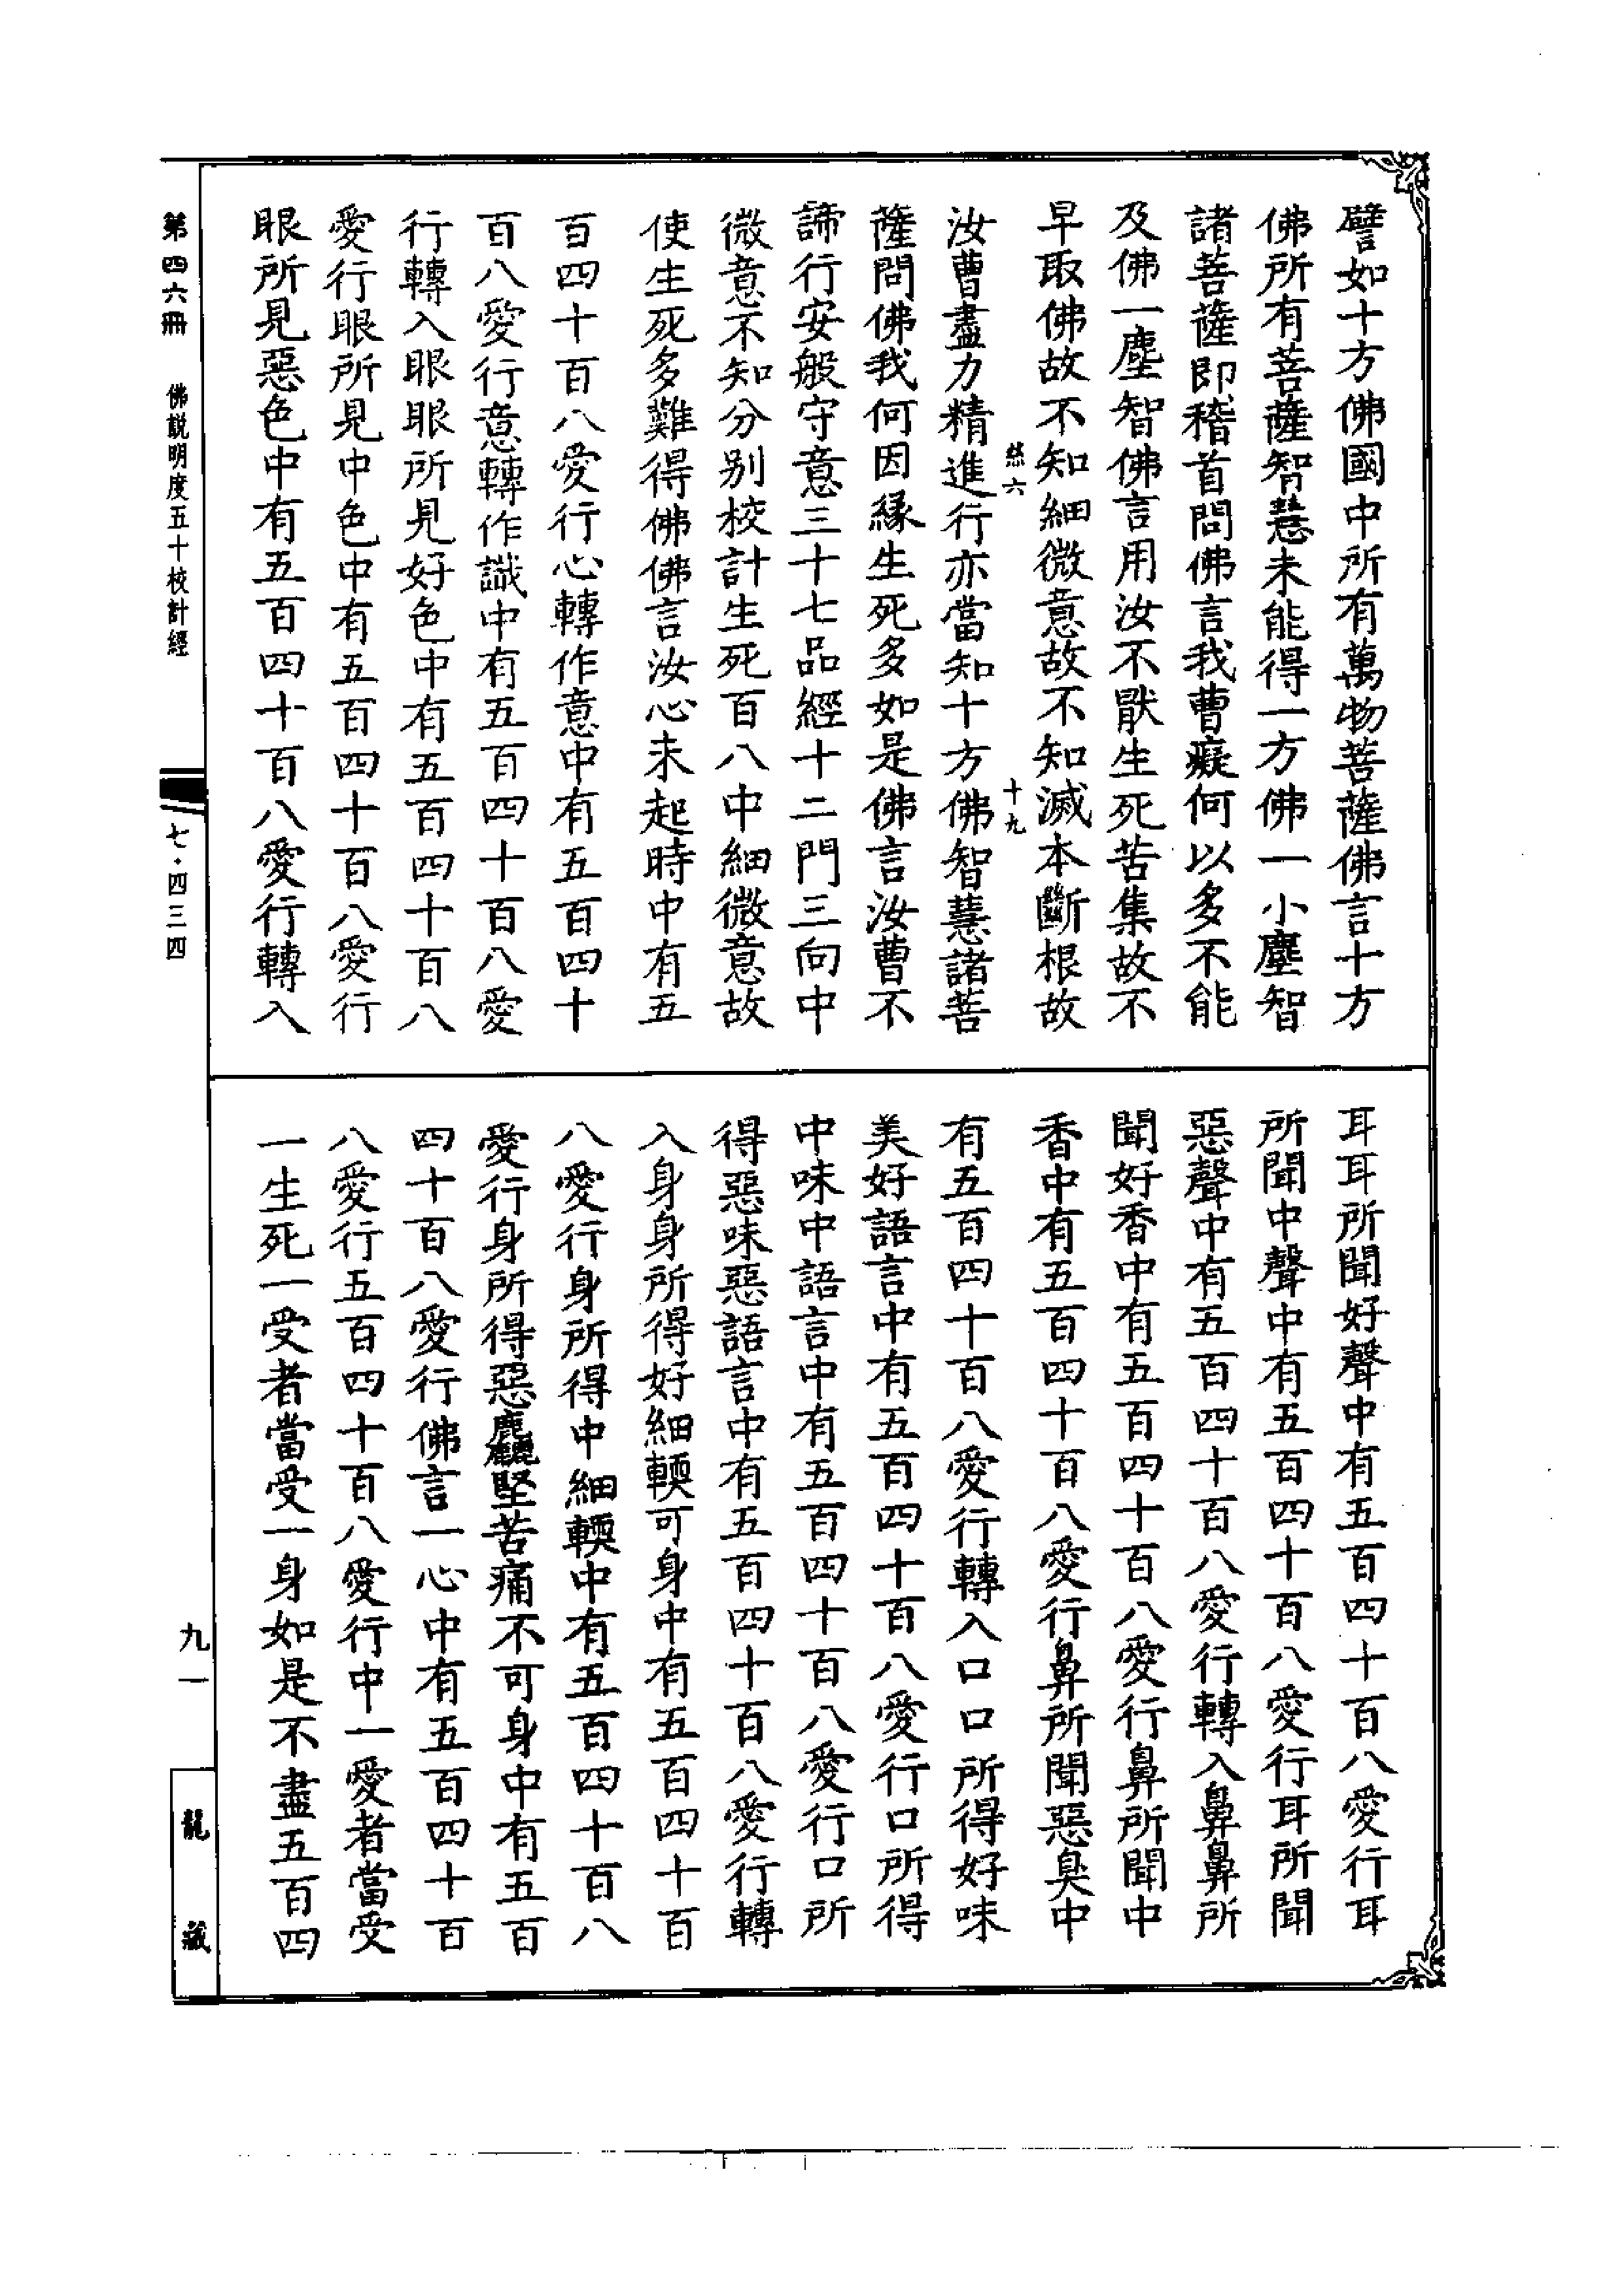 譬如十方佛國中所有萬物菩薩佛言十方
佛所有菩薩智慧未能得一方佛一小塵智
諸菩薩即稽首問佛言我曹癡何以多不能
及佛一塵智佛言用汝不厭生死苦集故不
早取佛故不知細微意故不知滅本斷根故
十九
汝曹盡力精進行亦當知十方佛智慧諸菩
薩問佛我何因緣生死多如是佛言汝曹不
諦行安般守意三十七品經十二門三向中
微意不知分別校計生死百八中細微意故
使生死多難得佛佛言汝心未起時中有五
百四十百八愛行心轉作意中有五百四十
百八愛行意轉作識中有五百四十百八愛
行轉入眼眼所見好色中有五百四十百八
愛行眼所見中色中有五百四十百八愛行
眼所見惡色中有五百四十百八愛行轉入
耳耳所聞好聲中有五百四十百八愛行耳
所聞中聲中有五百四十百八愛行耳所聞
惡聲中有五百四十百八愛行轉入鼻鼻所
聞好香中有五百四十百八愛行鼻所聞中
香中有五百四十百八愛行鼻所聞惡臭中
有五百四十百八愛行轉入口口所得好味
美好語言中有五百四十百八愛行口所得
中味中語言中有五百四十百八愛行口所
得惡味惡語言中有五百四十百八愛行轉
入身身所得好細輭可身中有五百四十百
八愛行身所得中細輭中有五百四十百八
愛行身所得惡麤堅苦痛不可身中有五百
四十百八愛行佛言一心中有五百四十百
八愛行五百四十百八愛行中一愛者當受
一生死一受者當受一身如是不盡五百四
第四六冊 佛説明度五十校計經
七·四三四
九一
龍藏